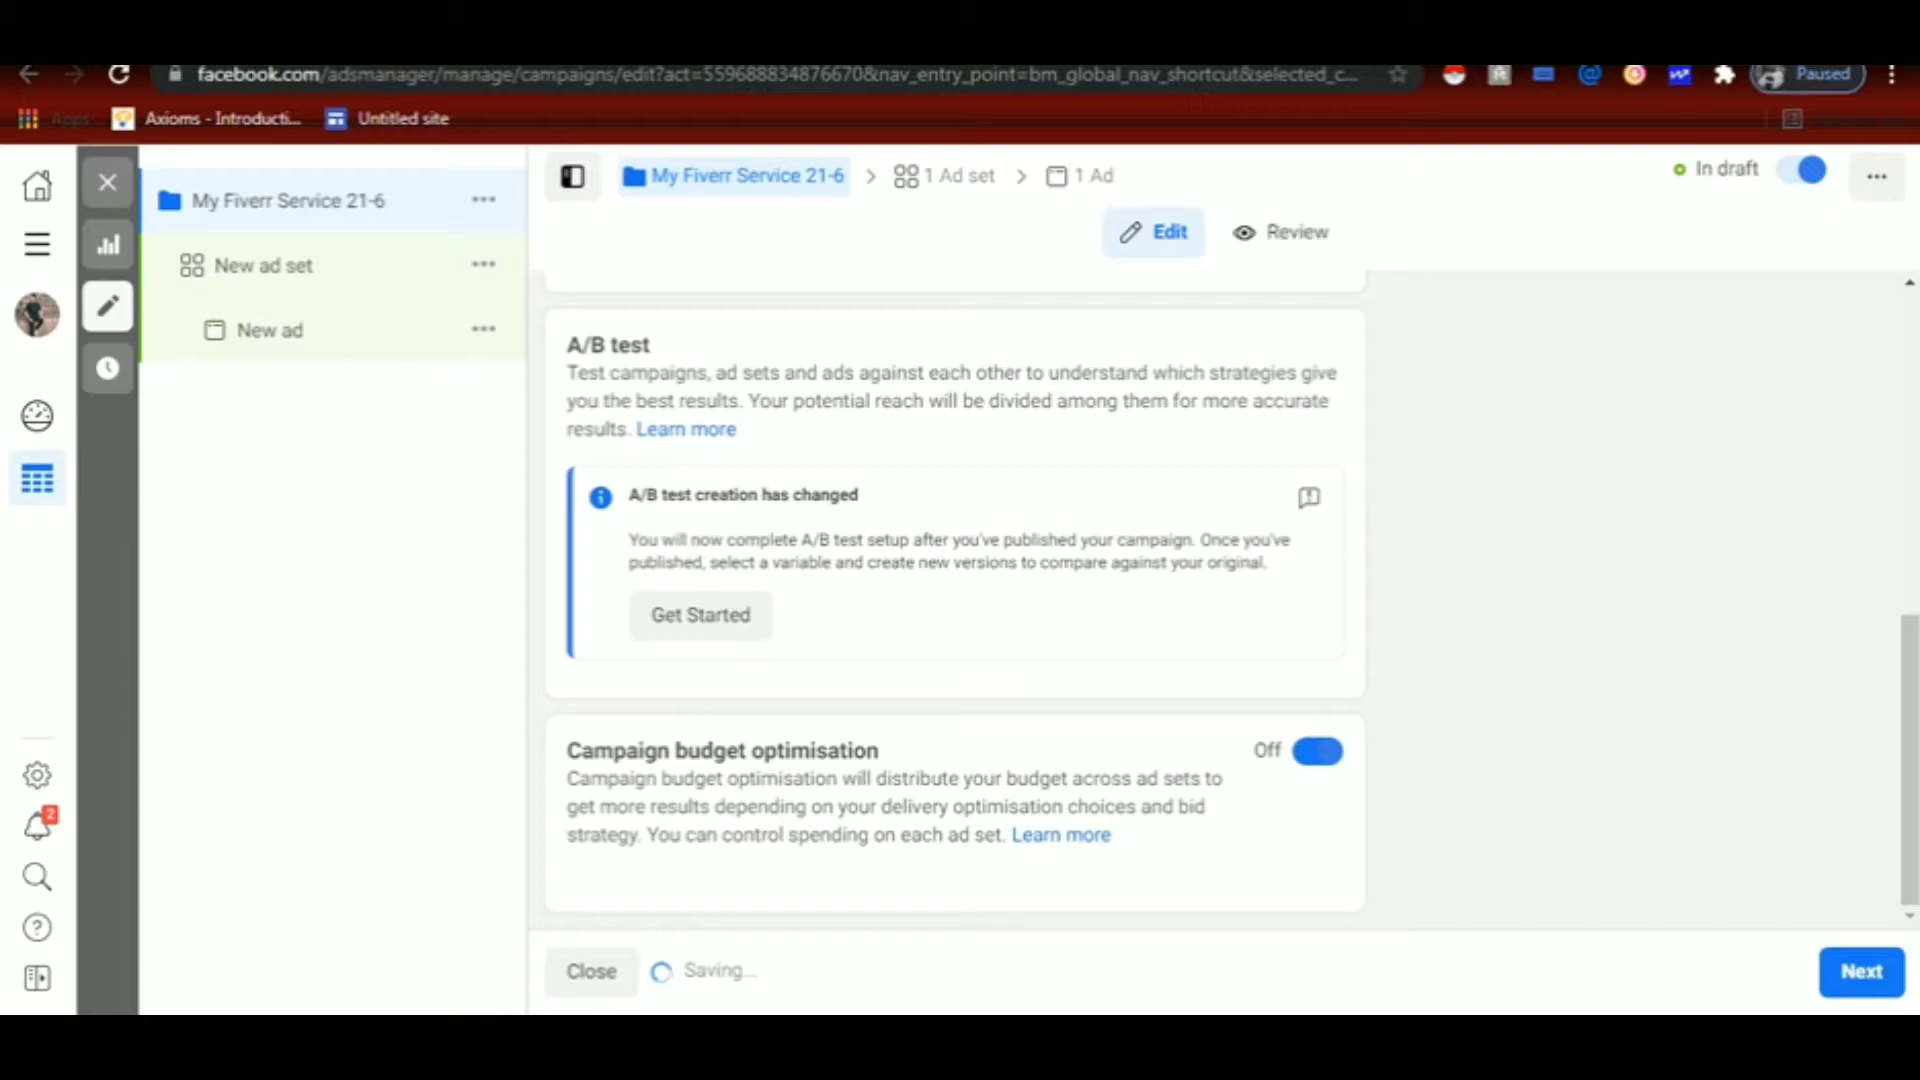 facebook.com/adsmanager/manage/campaigns/edit?act=559688834876670&nav_entry_point=bm_global_nav_shortcut&selected_c...
Paused
Apps
Axioms - Introducti...
Untitled site
My Fiverr Service 21-6
1 Ad set
1 Ad
In draft
My Fiverr Service 21-6
Edit
Review
New ad set
New ad
A/B test
Test campaigns, ad sets and ads against each other to understand which strategies give
you the best results. Your potential reach will be divided among them for more accurate
results. Learn more
A/B test creation has changed
You will now complete A/B test setup after you've published your campaign. Once you've
published, select a variable and create new versions to compare against your original.
Get Started
Campaign budget optimisation
Off
Campaign budget optimisation will distribute your budget across ad sets to
get more results depending on your delivery optimisation choices and bid
strategy. You can control spending on each ad set. Learn more
2
Close
Saving...
Next